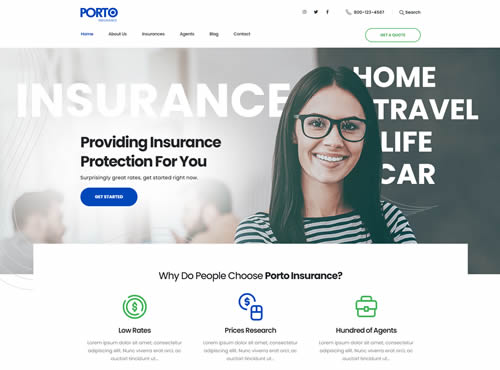 PORTO
INSURANCE
800-123-4567
Search
Home
About Us
Insurances
Agents
Blog
Contact
GET A QUOTE
INSURANCE
HOME
TRAVEL
LIFE
CAR
Providing Insurance
Protection For You
Surprisingly great rates, get started right now.
GET STARTED
Why Do People Choose Porto Insurance?
Low Rates
Lorem ipsum dolor sit amet, consectetur
adipiscing elit. Nunc viverra erat orci, ac
auctor lacus tincidunt
ut...
Prices Research
Lorem ipsum dolor sit amet, consectetur
adipiscing elit. Nunc viverra erat orci, ac
auctor lacus tincidunt ut...
Hundred of Agents
Lorem ipsum dolor sit amet, consectetur
adipiscing elit. Nunc viverra erat orci, ac
auctor lacus tincidunt ut...